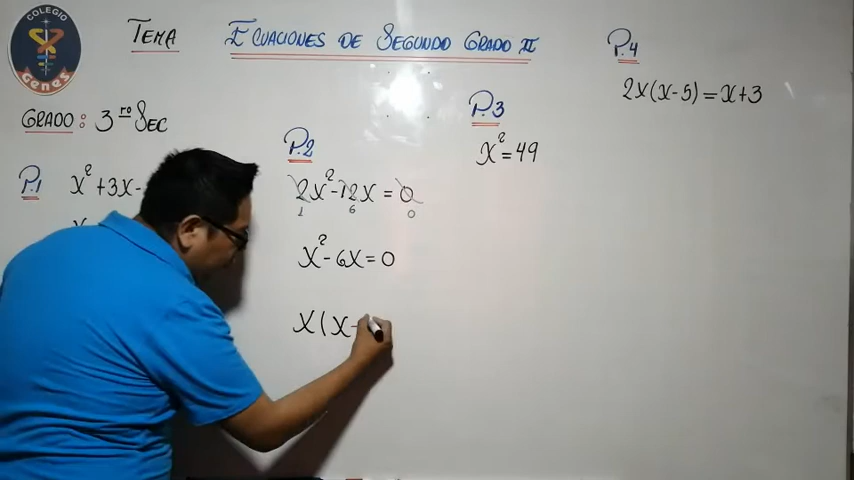 COLEGIO
Genes
TEMA
ECUACIONES DE SEGUNDO GRADO II
GRADO: 3ro SEC
P.1
x² + 3x -
P.2
2x² - 12x = 0
1 6 0
x² - 6x = 0
x(x -
P.3
x² = 49
P.4
2x(x - 5) = x + 3